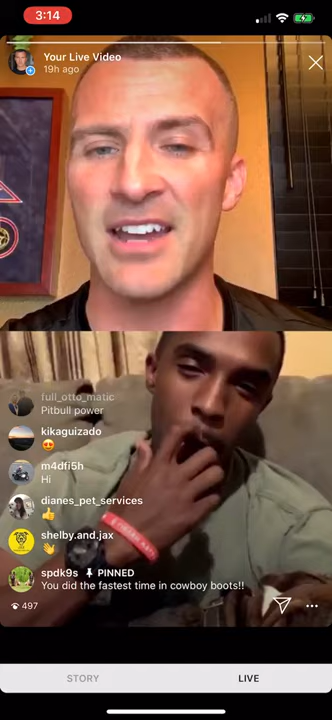 3:14
Your Live Video
19h ago
full_otto_matic
Pitbull power
kikaguizado
😍
m4dfi5h
Hi
dianes_pet_services
👍
shelby.and.jax
👋
spdk9s PINNED
You did the fastest time in cowboy boots!!
497
STORY
LIVE